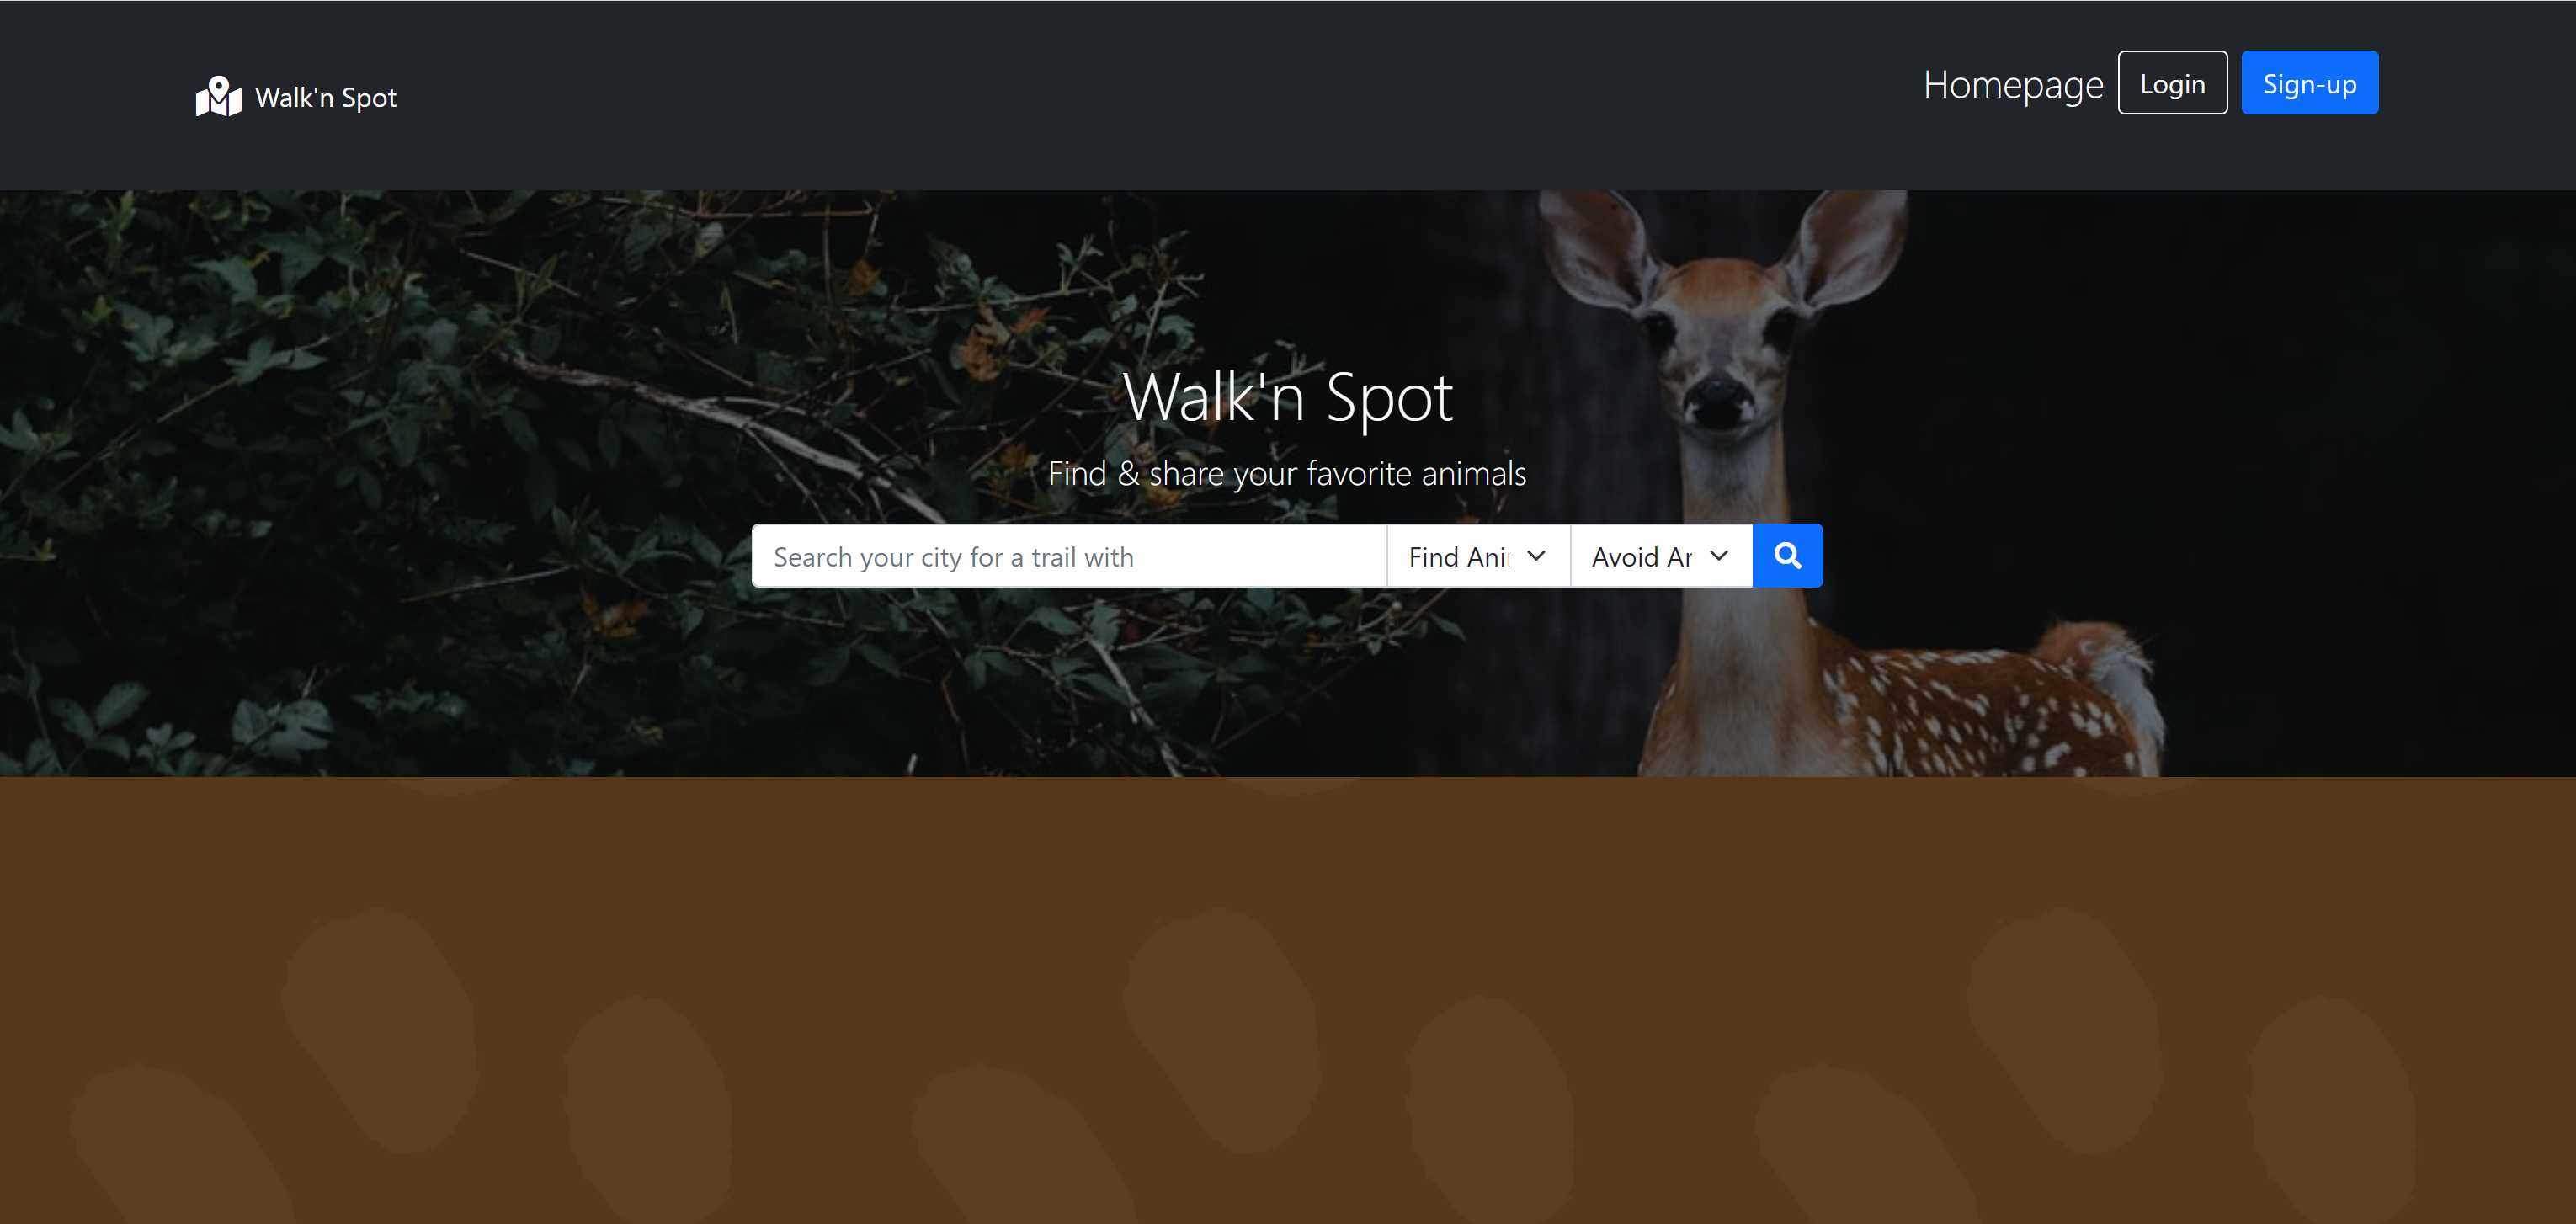 Walk'n Spot
Homepage
Login
Sign-up
Walk'n Spot
Find & share your favorite animals
Search your city for a trail with
Find Ani
Avoid Ar